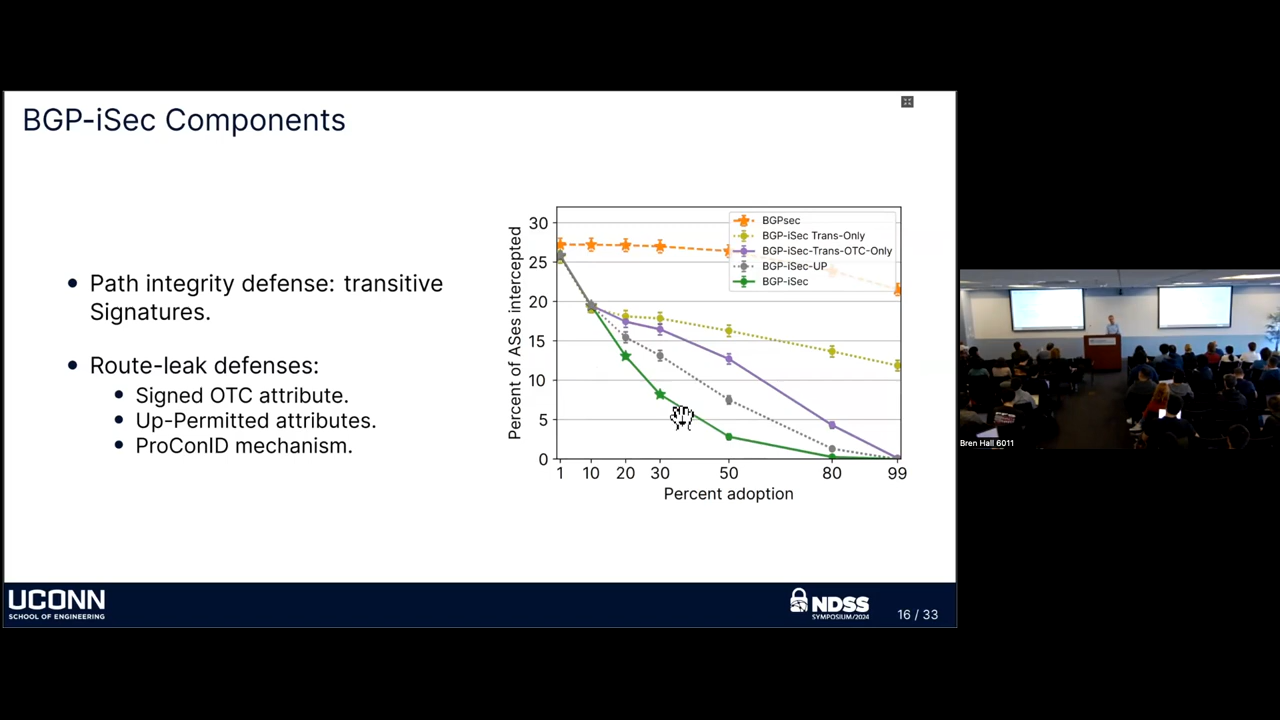 BGP-iSec Components
Path integrity defense: transitive
Signatures.
Route-leak defenses:
Signed OTC attribute.
Up-Permitted attributes.
ProConID mechanism.
Percent of ASes intercepted
30
25
20
15
10
5
0
1 10 20 30 50 80 99
Percent adoption
BGPsec
BGP-iSec Trans-Only
BGP-iSec-Trans-OTC-Only
BGP-iSec-UP
BGP-iSec
UCONN
SCHOOL OF ENGINEERING
NDSS
SYMPOSIUM/2024
16 / 33
Bren Hall 6011